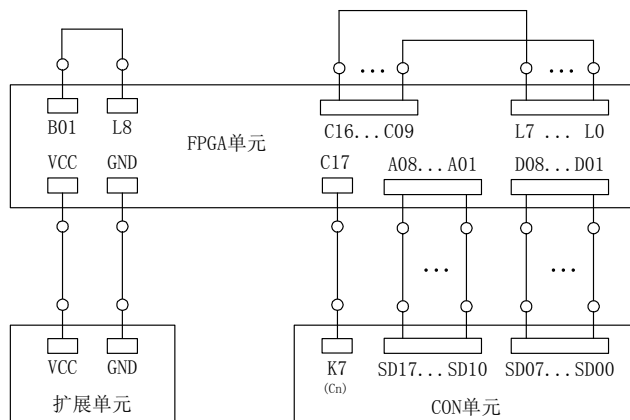 B01 L8 C16...C09 L7 ... L0
FPGA单元
VCC GND C17 A08...A01 D08...D01
...
...
...
...
VCC GND K7 SD17...SD10 SD07...SD00
(Cn)
扩展单元 CON单元